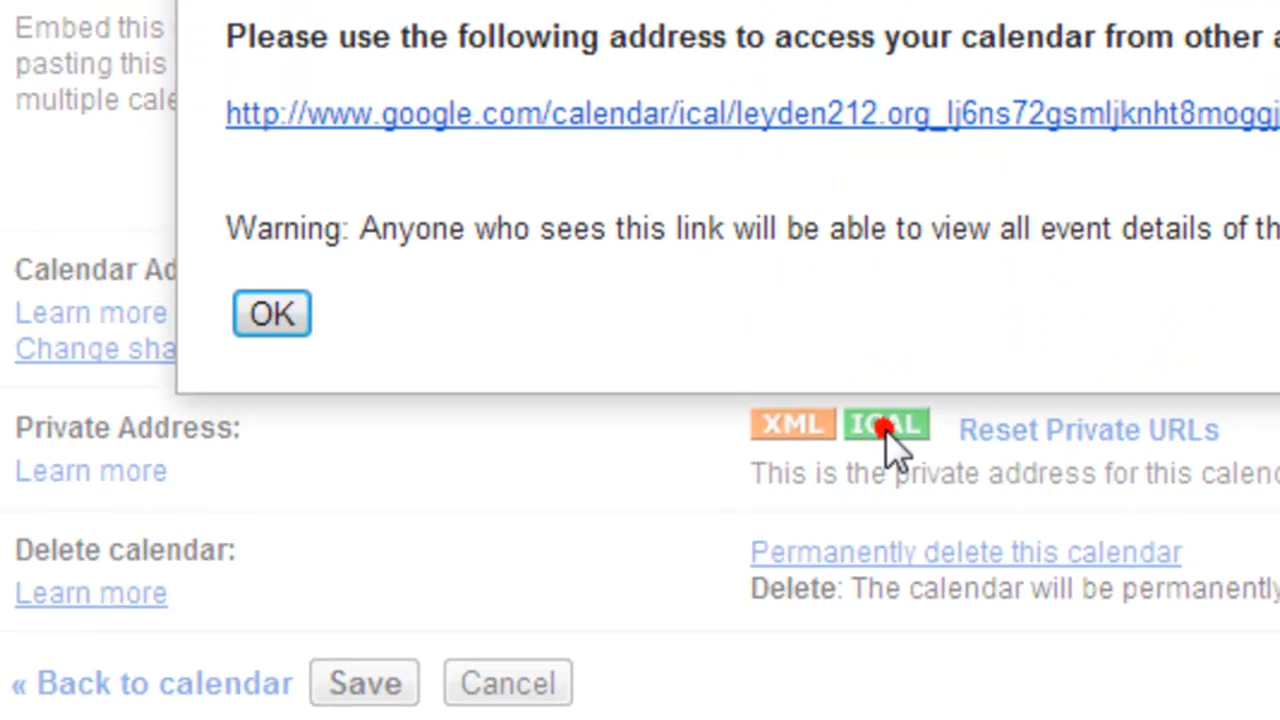 Embed this
pasting this
multiple cale
Please use the following address to access your calendar from other a
http://www.google.com/calendar/ical/leyden212.org_lj6ns72gsmljknht8moggj
Warning: Anyone who sees this link will be able to view all event details of th
OK
Calendar Ad
Learn more
Change sha
Private Address:
Learn more
XML ICAL Reset Private URLs
This is the private address for this calend
Delete calendar:
Learn more
Permanently delete this calendar
Delete: The calendar will be permanently
« Back to calendar Save Cancel